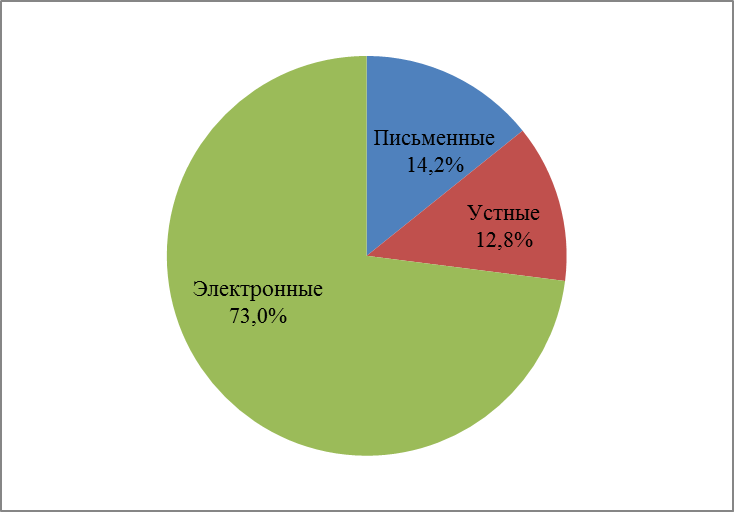 Письменные
14,2%
Устные
12,8%
Электронные
73,0%